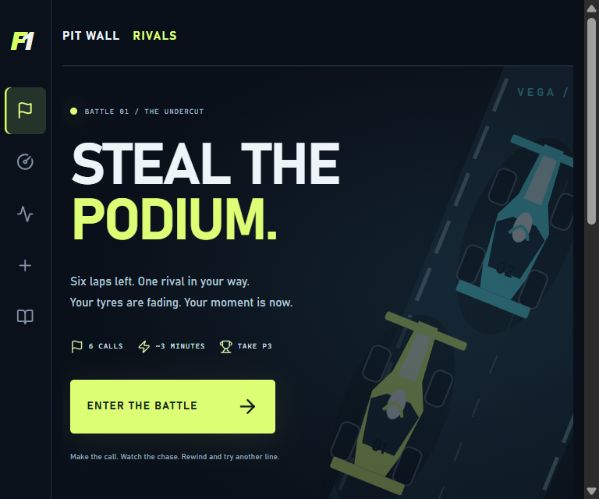 F1
PIT WALL RIVALS
VEGA /
BATTLE 01 / THE UNDERCUT
STEAL THE
PODIUM.
Six laps left. One rival in your way.
Your tyres are fading. Your moment is now.
6 CALLS ~3 MINUTES TAKE P3
ENTER THE BATTLE
Make the call. Watch the chase. Rewind and try another line.